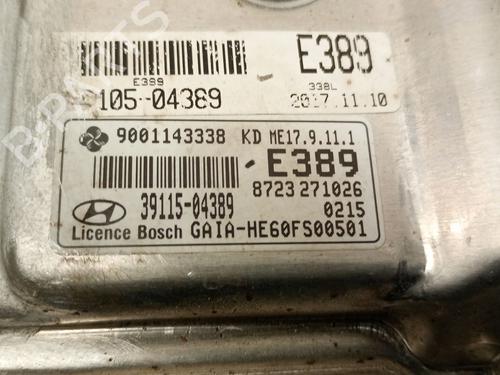 E389
E399
105-04389
338L
2017.11.10
9001143338 KD ME17.9.11.1
E389
8723 271026
39115-04389
0215
Licence Bosch GAIA-HE60FS00501